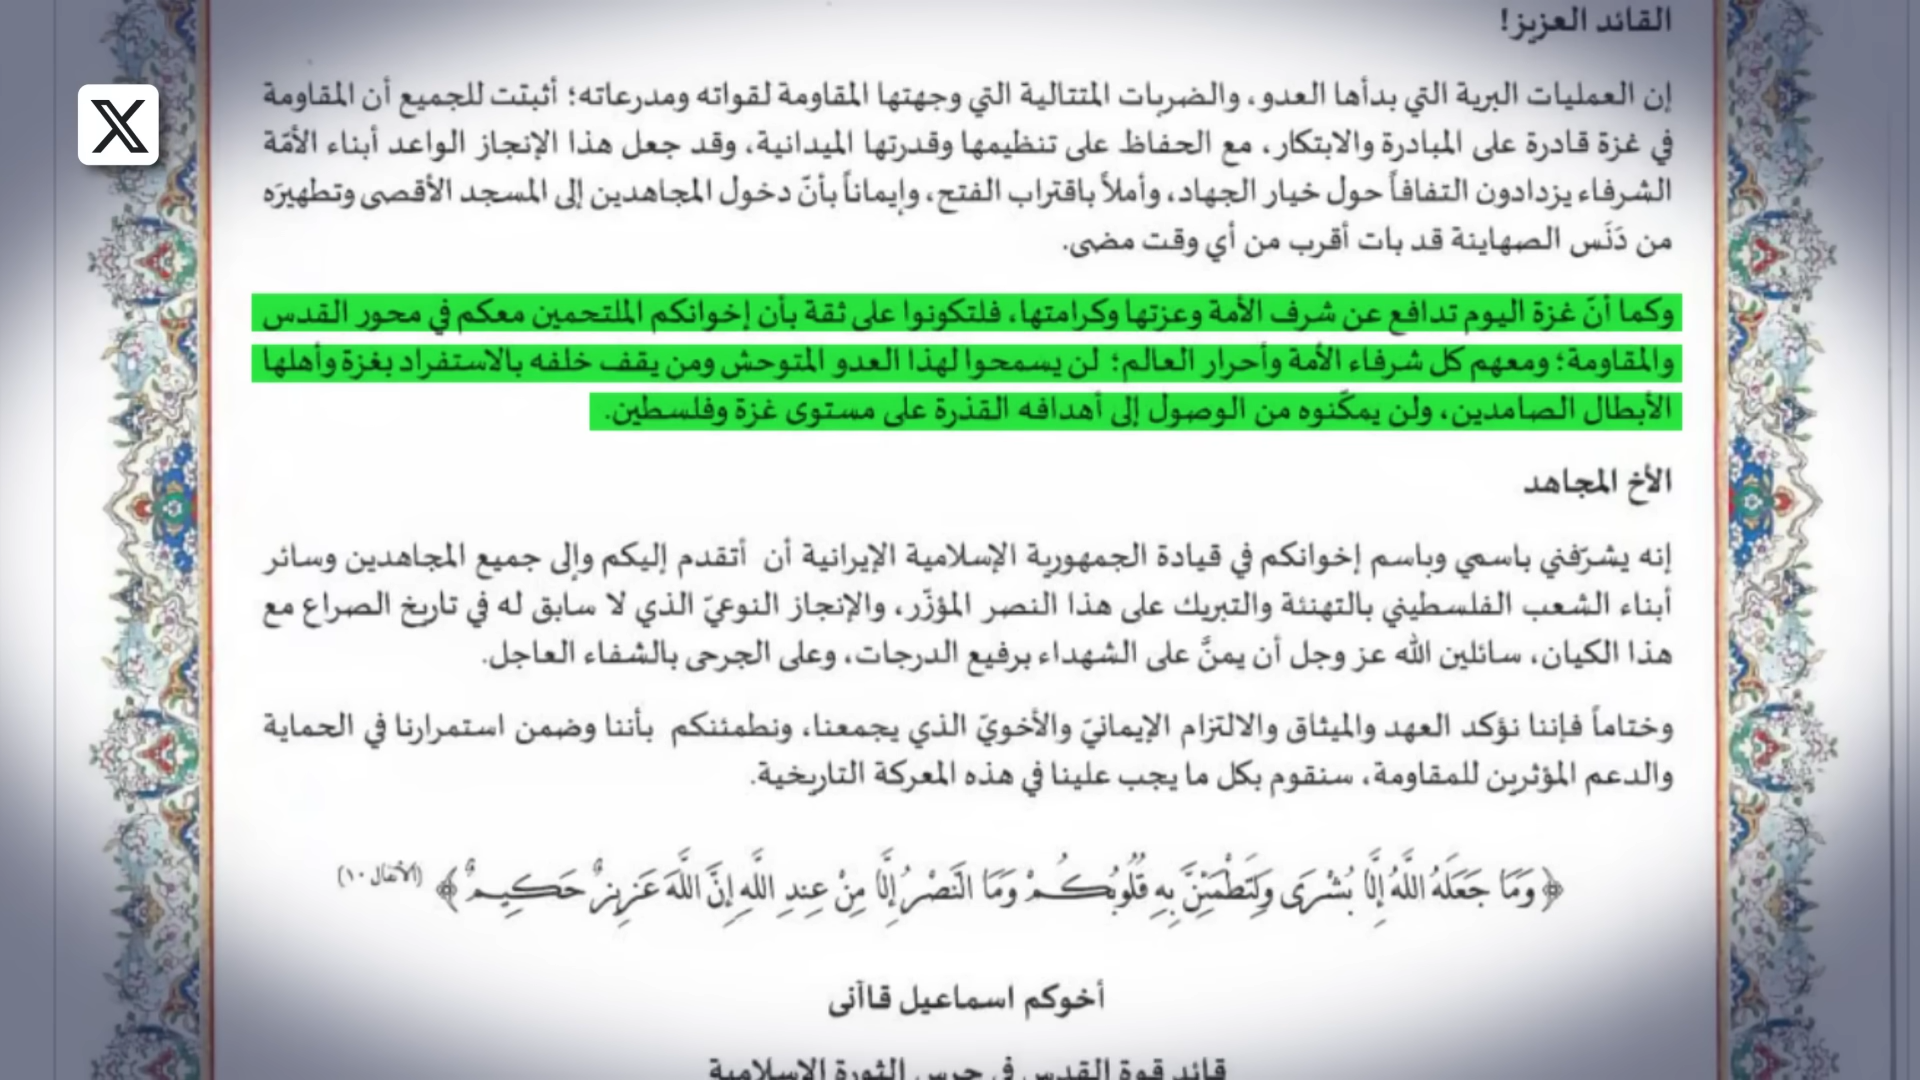 القائد العزيز!
إن العمليات البرية التي بدأها العدو، والضربات المتتالية التي وجهتها المقاومة لقواته ومدرعاته؛ أثبتت للجميع أن المقاومة
في غزة قادرة على المبادرة والابتكار، مع الحفاظ على تنظيمها وقدرتها الميدانية، وقد جعل هذا الإنجاز الواعد أبناء الأمّة
الشرفاء يزدادون التفافاً حول خيار الجهاد، وأملاً باقتراب الفتح، وإيماناً بأنّ دخول المجاهدين إلى المسجد الأقصى وتطهيرَه
من دَنَس الصهاينة قد بات أقرب من أي وقت مضى.
وكما أنّ غزة اليوم تدافع عن شرف الأمة وعزتها وكرامتها، فلتكونوا على ثقة بأن إخوانكم الملتحمين معكم في محور القدس
والمقاومة؛ ومعهم كل شرفاء الأمة وأحرار العالم؛ لن يسمحوا لهذا العدو المتوحش ومن يقف خلفه بالاستفراد بغزة وأهلها
الأبطال الصامدين، ولن يمكّنوه من الوصول إلى أهدافه القذرة على مستوى غزة وفلسطين.
الأخ المجاهد
إنه يشرّفني باسمي وباسم إخوانكم في قيادة الجمهورية الإسلامية الإيرانية أن أتقدم إليكم وإلى جميع المجاهدين وسائر
أبناء الشعب الفلسطيني بالتهنئة والتبريك على هذا النصر المؤزّر، والإنجاز النوعيّ الذي لا سابق له في تاريخ الصراع مع
هذا الكيان، سائلين الله عز وجل أن يمنَّ على الشهداء برفيع الدرجات، وعلى الجرحى بالشفاء العاجل.
وختاماً فإننا نؤكد العهد والميثاق والالتزام الإيمانيّ والأخويّ الذي يجمعنا، ونطمئنكم بأننا وضمن استمرارنا في الحماية
والدعم المؤثرين للمقاومة، سنقوم بكل ما يجب علينا في هذه المعركة التاريخية.
﴿وَمَا جَعَلَهُ اللَّهُ إِلَّا بُشْرَى وَلِتَطْمَئِنَّ بِهِ قُلُوبُكُمْ وَمَا النَّصْرُ إِلَّا مِنْ عِندِ اللَّهِ إِنَّ اللَّهَ عَزِيزٌ حَكِيمٌ﴾ (الأنفال ١٠)
أخوكم اسماعيل قاآنى
قائد قوة القدس في حرس الثورة الإسلامية